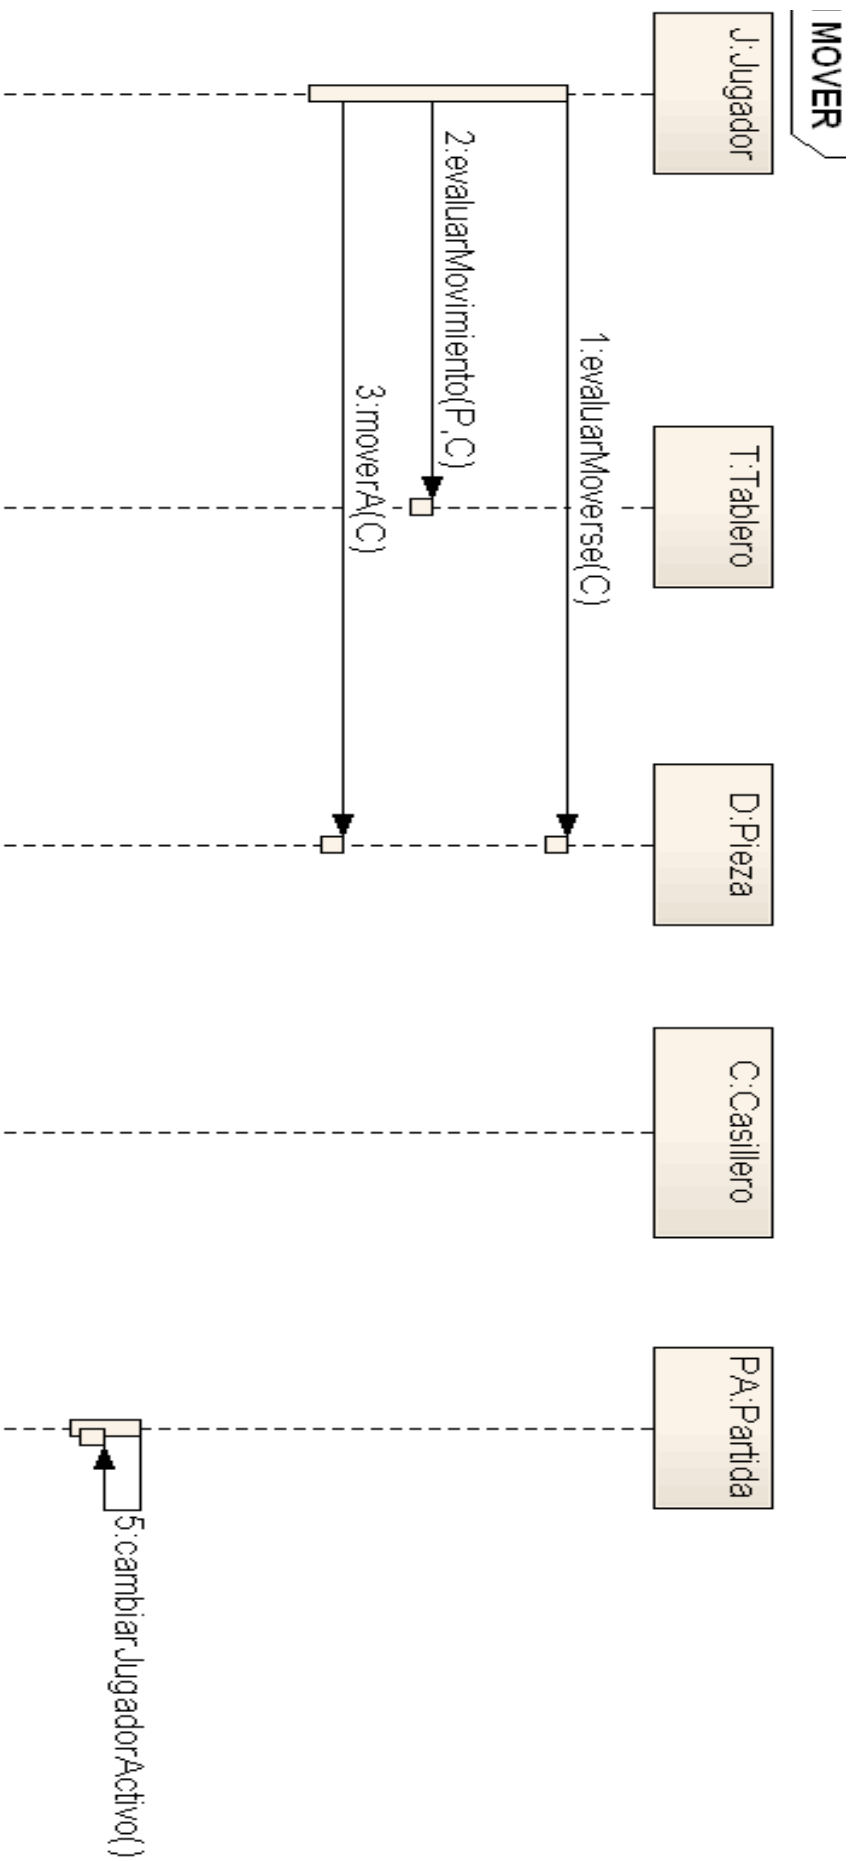 MOVER
J:Jugador
T:Tablero
D:Pieza
C:Casillero
PA:Partida
1:evaluarMoverse(C)
2:evaluarMovimiento(P,C)
3:moverA(C)
5:cambiarJugadorActivo()